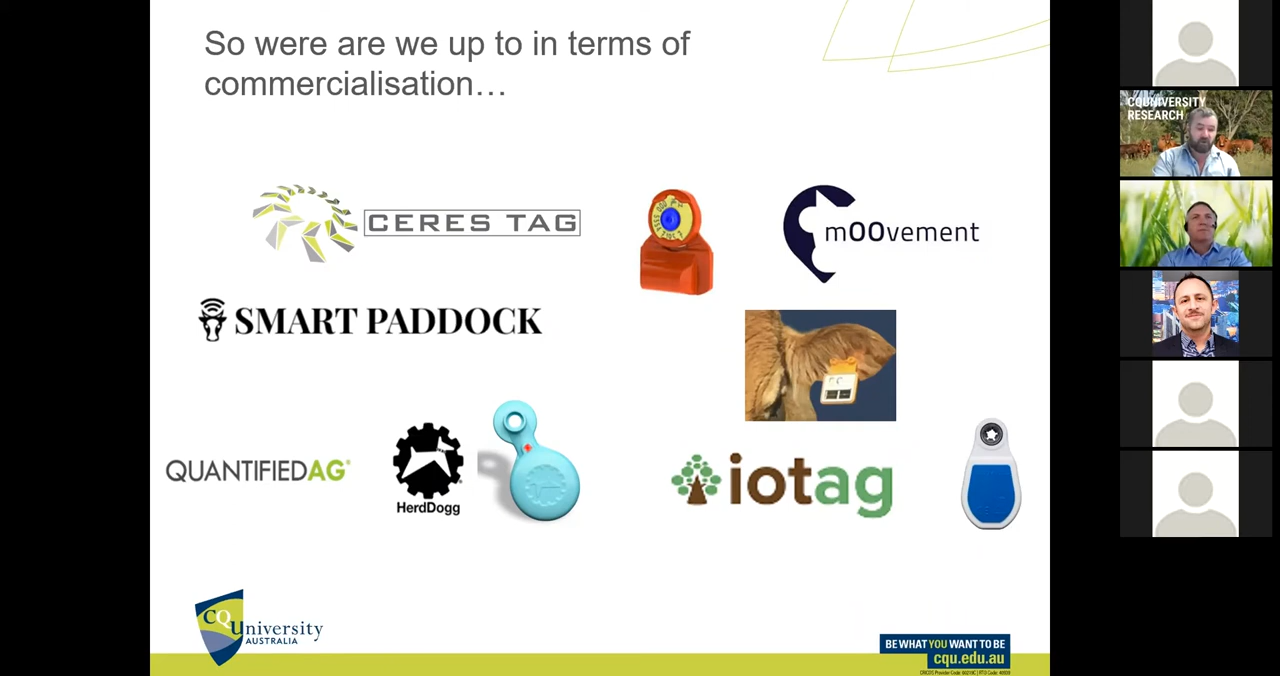 So were are we up to in terms of
commercialisation…
CERES TAG
mOOvement
SMART PADDOCK
QUANTIFIEDAG®
HerdDogg
iotag
CQUniversity
AUSTRALIA
BE WHAT YOU WANT TO BE
cqu.edu.au
CQUNIVERSITY
RESEARCH